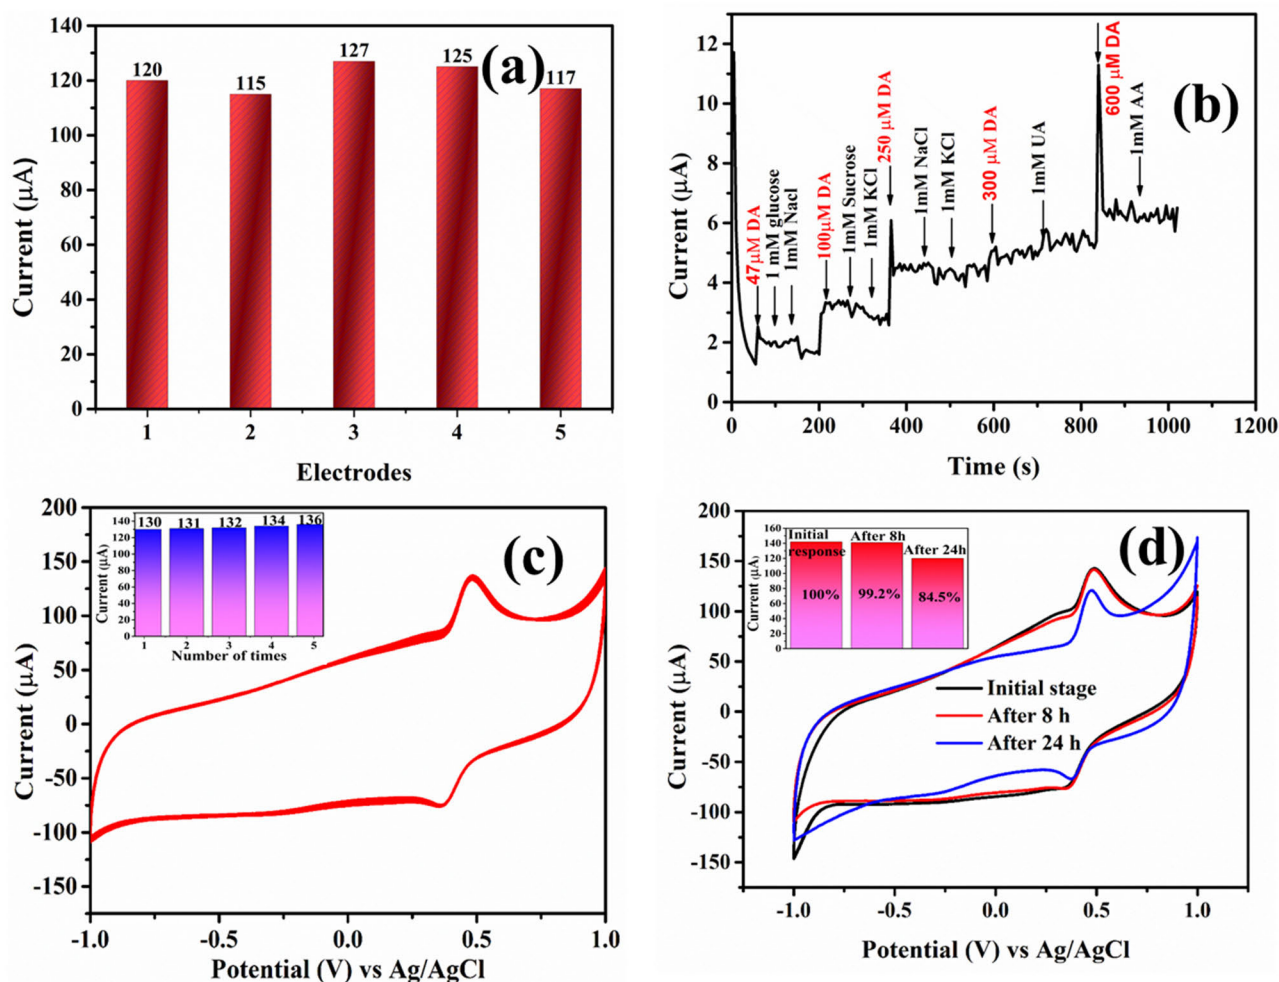 140
120
100
80
60
40
20
0
Current (µA)
120
115
127
125
117
(a)
1
2
3
4
5
Electrodes
12
10
8
6
4
2
0
Current (µA)
47µM DA
1 mM glucose
1mM Nacl
100µM DA
1mM Sucrose
1mM KCl
250 µM DA
1mM NaCl
1mM KCl
300 µM DA
1mM UA
600 µM DA
1mM AA
(b)
0
200
400
600
800
1000
1200
Time (s)
200
150
100
50
0
-50
-100
-150
Current (µA)
140
120
100
80
60
40
20
0
Current (µA)
130
131
132
134
136
1
2
3
4
5
Number of times
(c)
-1.0
-0.5
0.0
0.5
1.0
Potential (V) vs Ag/AgCl
200
150
100
50
0
-50
-100
-150
Current (µA)
160
140
120
100
80
60
40
20
0
Current (µA)
Initial
response
100%
After 8h
99.2%
After 24h
84.5%
(d)
Initial stage
After 8 h
After 24 h
-1.0
-0.5
0.0
0.5
1.0
Potential (V) vs Ag/AgCl